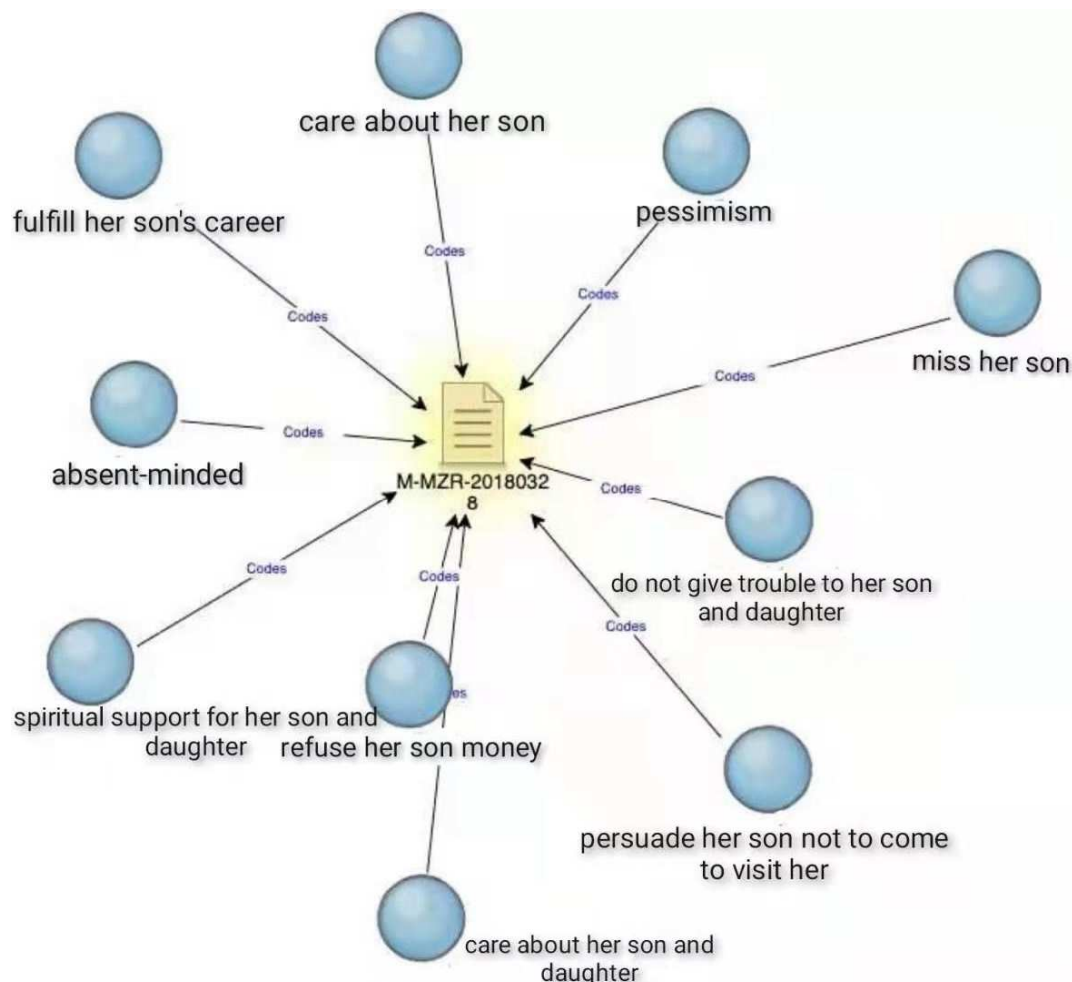 care about her son
fulfill her son's career
pessimism
Codes
Codes
Codes
miss her son
Codes
Codes
absent-minded
M-MZR-2018032
8
Codes
Codes
Codes
do not give trouble to her son
and daughter
Codes
es
spiritual support for her son and
daughter
refuse her son money
persuade her son not to come
to visit her
care about her son and
daughter